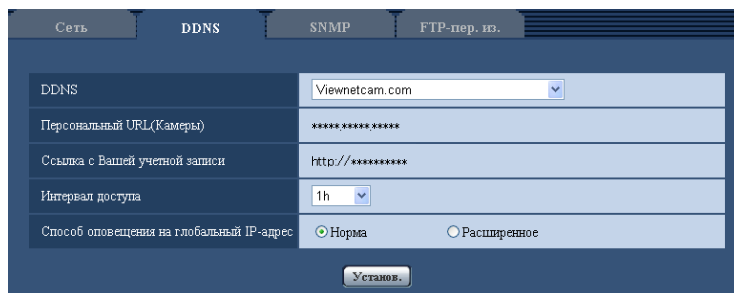 Сеть DDNS SNMP FTP-пер. из.
DDNS Viewnetcam.com
Персональный URL(Камеры) *****.*****.*****
Ссылка с Вашей учетной записи http://**********
Интервал доступа 1h
Способ оповещения на глобальный IP-адрес Норма Расширенное
Установ.